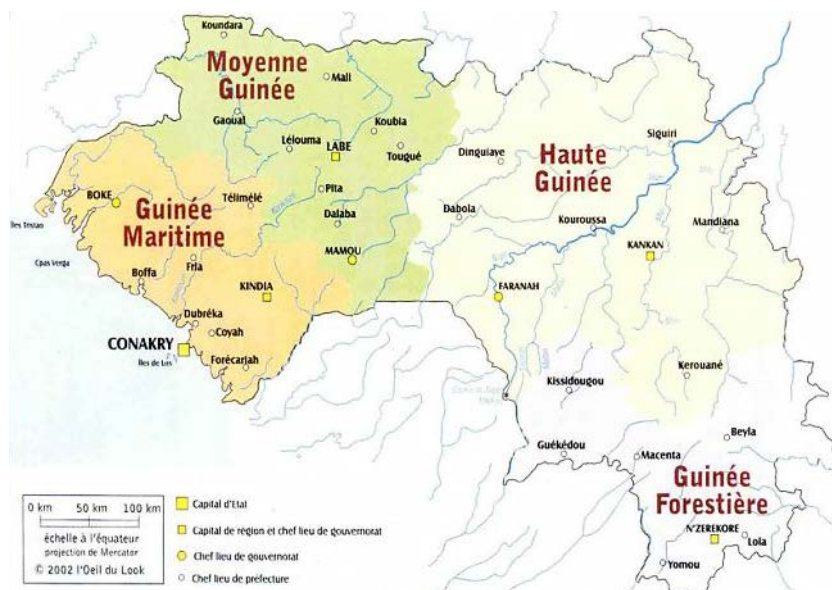 Koundara
Moyenne
Guinée
Mali
Gaoual
Koubia
Lélouma
LABE
Tougué
Siguiri
Dinguiaye
Haute
Guinée
BOKE
Télimélé
Pita
Guinée
Maritime
Dalaba
Dabola
Kouroussa
Mandiana
Îles Tristao
Cpas Verga
MAMOU
KANKAN
Boffa
Fria
KINDIA
FARANAH
Dubréka
Coyah
CONAKRY
Îles de Los
Forécariah
Kissidougou
Kerouané
Guékédou
Macenta
Beyla
Guinée
Forestière
N'ZEREKORE
Lola
Yomou
0 km 50 km 100 km
échelle à l'équateur
projection de Mercator
© 2002 l'Oeil du Look
Capital d'Etat
Capital de région et chef lieu de gouvernorat
Chef lieu de gouvernorat
Chef lieu de préfecture